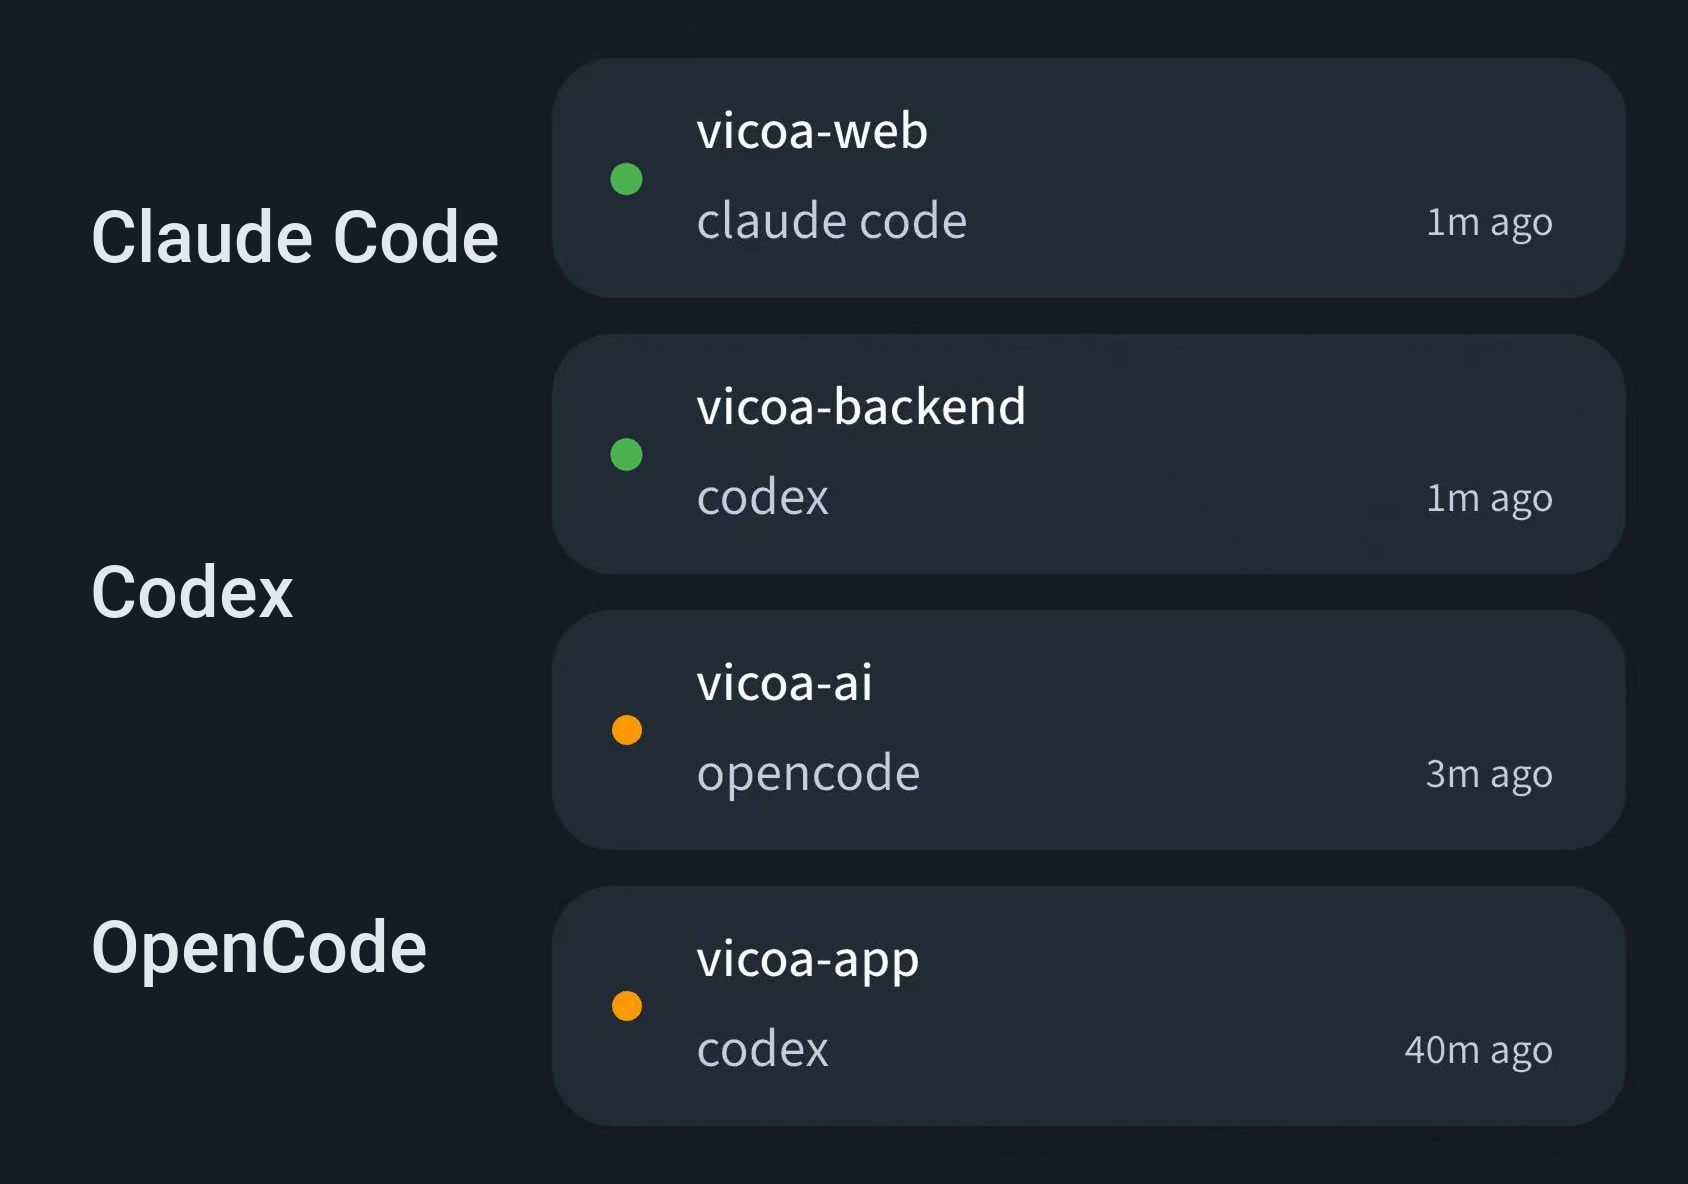 Claude Code
Codex
OpenCode
vicoa-web
claude code
1m ago
vicoa-backend
codex
1m ago
vicoa-ai
opencode
3m ago
vicoa-app
codex
40m ago